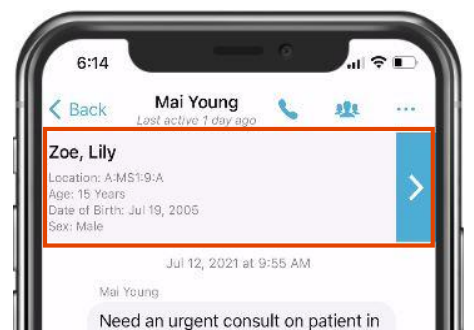 6:14
Back
Mai Young
Last active 1 day ago
Zoe, Lily
Location: A:MS1:9:A
Age: 15 Years
Date of Birth: Jul 19, 2005
Sex: Male
Jul 12, 2021 at 9:55 AM
Mai Young
Need an urgent consult on patient in